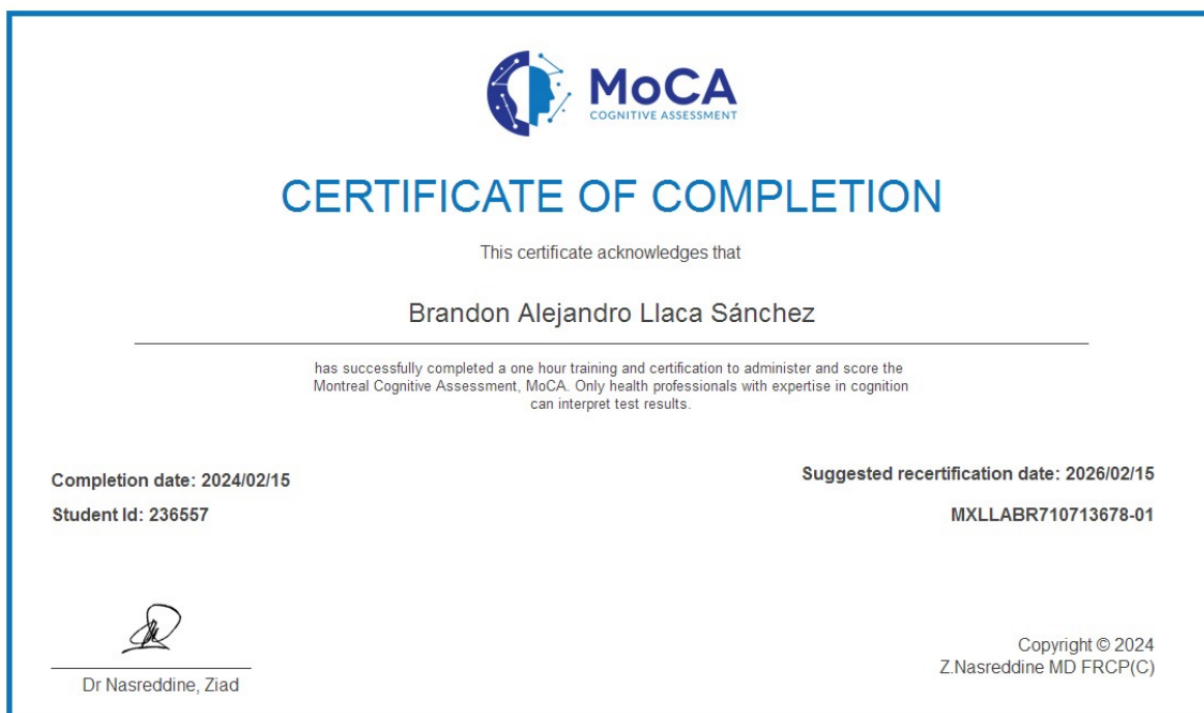 MoCA
COGNITIVE ASSESSMENT
CERTIFICATE OF COMPLETION
This certificate acknowledges that
Brandon Alejandro Llaca Sánchez
has successfully completed a one hour training and certification to administer and score the
Montreal Cognitive Assessment, MoCA. Only health professionals with expertise in cognition
can interpret test results.
Completion date: 2024/02/15
Suggested recertification date: 2026/02/15
Student Id: 236557
MXLLABR710713678-01
Dr Nasreddine, Ziad
Copyright © 2024
Z.Nasreddine MD FRCP(C)